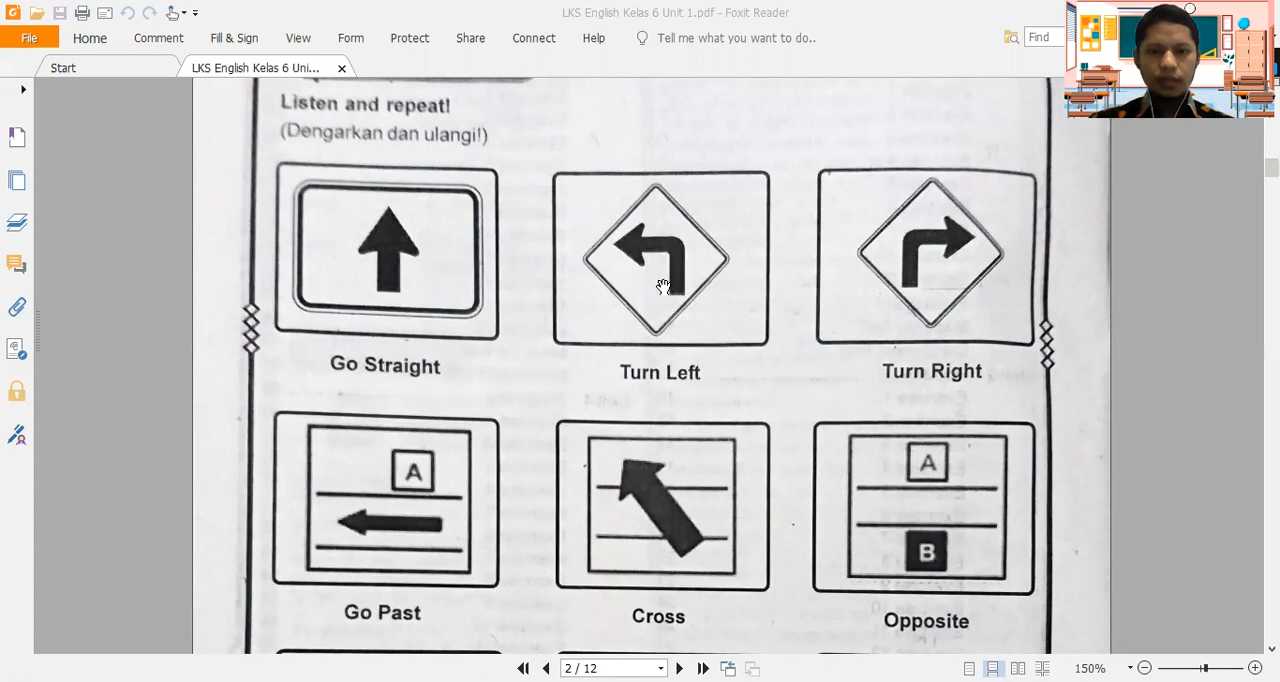 LKS English Kelas 6 Unit 1.pdf - Foxit Reader
File Home Comment Fill & Sign View Form Protect Share Connect Help Tell me what you want to do.. Find
Start LKS English Kelas 6 Uni...
Listen and repeat!
(Dengarkan dan ulangi!)
Go Straight Turn Left Turn Right
A
A
B
Go Past Cross Opposite
2 / 12 150%